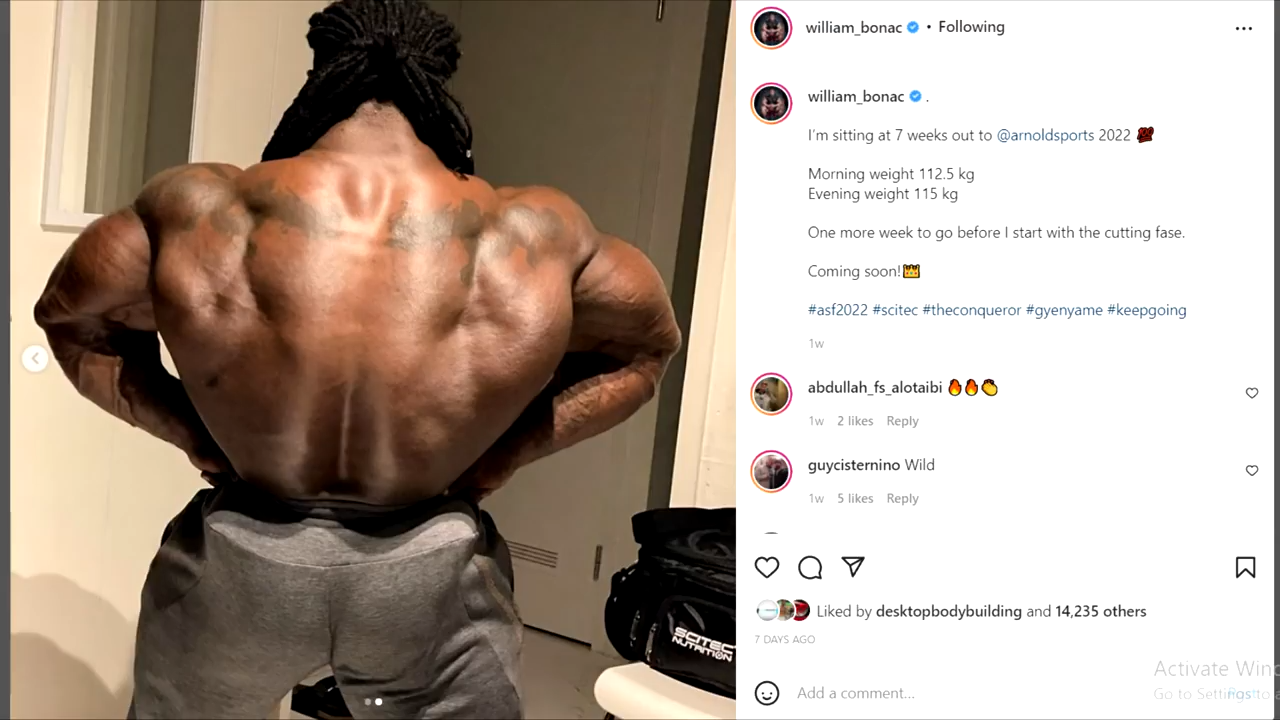 william_bonac • Following
william_bonac .
I'm sitting at 7 weeks out to @arnoldsports 2022 💯
Morning weight 112.5 kg
Evening weight 115 kg
One more week to go before I start with the cutting fase.
Coming soon!👑
#asf2022 #scitec #theconqueror #gyenyame #keepgoing
1w
abdullah_fs_alotaibi 🔥🔥👏
1w 2 likes Reply
guycisternino Wild
1w 5 likes Reply
Liked by desktopbodybuilding and 14,235 others
7 DAYS AGO
SCITEC
NUTRITION
Activate Win
Go to Settings to a
Add a comment...
Post